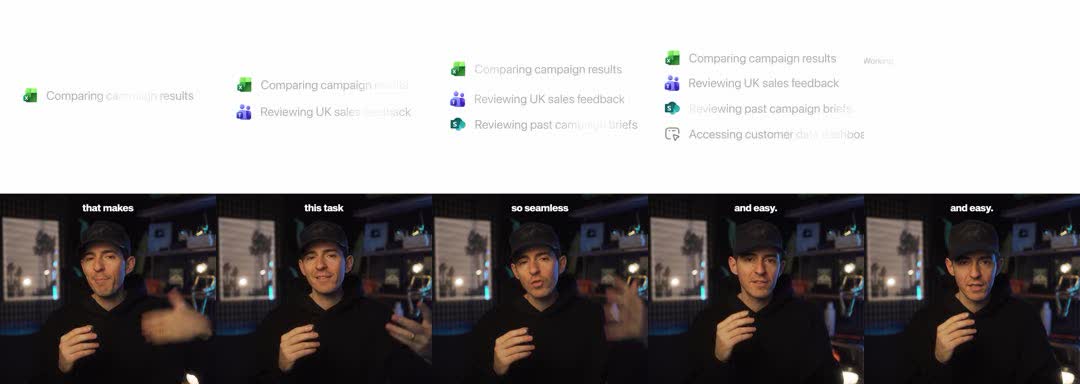 Comparing campaign results
Comparing campaign results
Reviewing UK sales feedback
Comparing campaign results
Reviewing UK sales feedback
Reviewing past campaign briefs
Comparing campaign results
Reviewing UK sales feedback
Reviewing past campaign briefs
Accessing customer data dashboa
Working
that makes
this task
so seamless
and easy.
and easy.